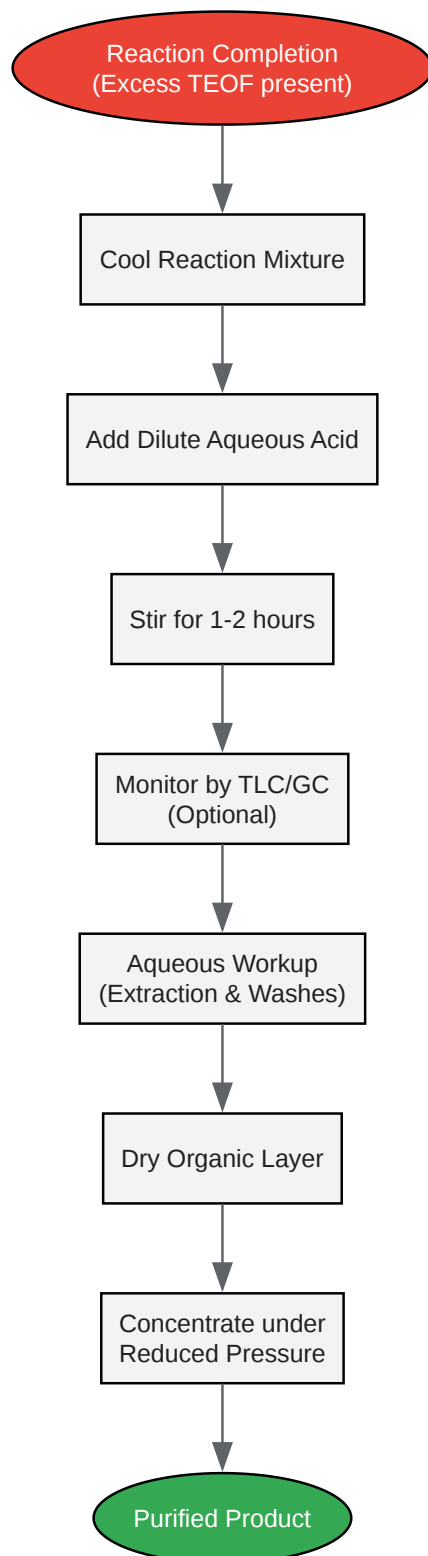 Reaction Completion
(Excess TEOF present)
Cool Reaction Mixture
Add Dilute Aqueous Acid
Stir for 1-2 hours
Monitor by TLC/GC
(Optional)
Aqueous Workup
(Extraction & Washes)
Dry Organic Layer
Concentrate under
Reduced Pressure
Purified Product